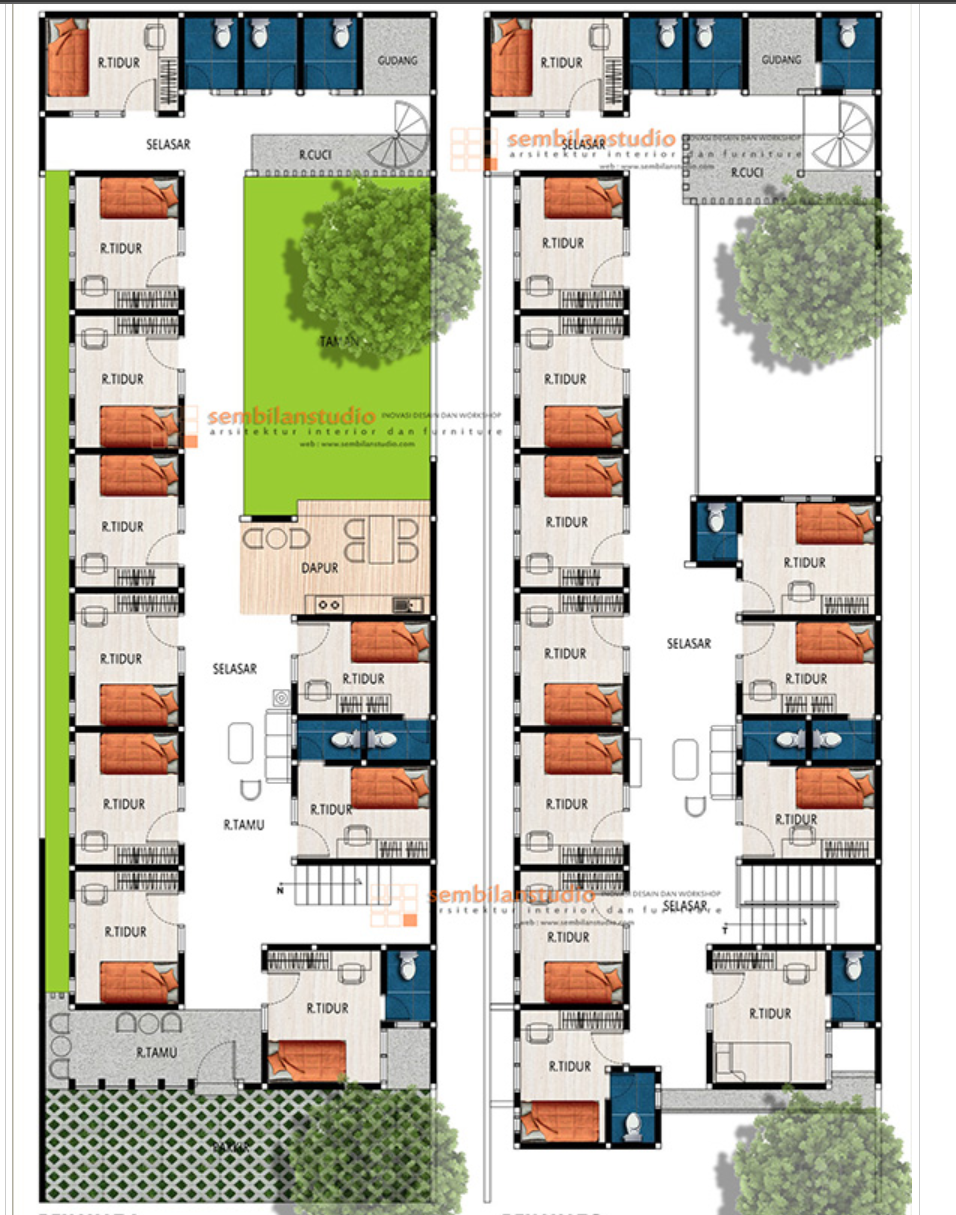 R.TIDUR
GUDANG
SELASAR
R.CUCI
R.TIDUR
R.TIDUR
TAMAN
sembilanstudio INOVASI DESAIN DAN WORKSHOP
arsitektur interior dan furniture
web : www.sembilanstudio.com
R.TIDUR
DAPUR
R.TIDUR
SELASAR
R.TIDUR
R.TIDUR
R.TIDUR
R.TAMU
N
R.TIDUR
R.TIDUR
R.TAMU
R.TIDUR
GUDANG
sembilanstudio INOVASI DESAIN DAN WORKSHOP
SELASAR
arsitektur interior dan furniture
web : www.sembilanstudio.com
R.CUCI
R.TIDUR
R.TIDUR
R.TIDUR
R.TIDUR
SELASAR
R.TIDUR
R.TIDUR
R.TIDUR
R.TIDUR
sembilanstudio INOVASI DESAIN DAN WORKSHOP
SELASAR
arsitektur interior dan furniture
web : www.sembilanstudio.com
T
R.TIDUR
R.TIDUR
R.TIDUR